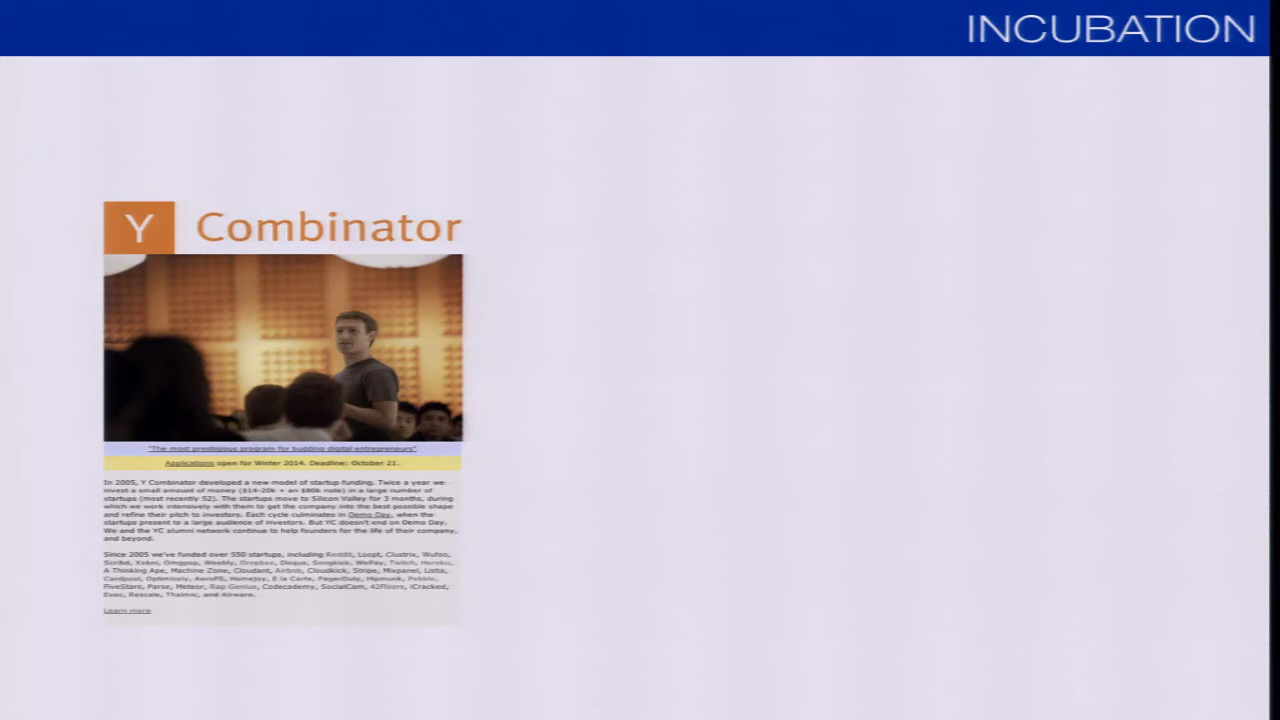 INCUBATION
Y Combinator
"The most prestigious program for budding digital entrepreneurs"
Applications open for Winter 2014. Deadline: October 21.
In 2005, Y Combinator developed a new model of startup funding. Twice a year we
invest a small amount of money ($14-20k + an $80k note) in a large number of
startups (most recently 52). The startups move to Silicon Valley for 3 months, during
which we work intensively with them to get the company into the best possible shape
and refine their pitch to investors. Each cycle culminates in Demo Day, when the
startups present to a large audience of investors. But YC doesn't end on Demo Day.
We and the YC alumni network continue to help founders for the life of their company,
and beyond.
Since 2005 we've funded over 550 startups, including Reddit, Loopt, Clustrix, Wufoo,
Scribd, Xobni, Omgpop, Weebly, Dropbox, Disqus, Songkick, WePay, Twitch, Heroku,
A Thinking Ape, Machine Zone, Cloudant, Airbnb, Cloudkick, Stripe, Mixpanel, Listia,
Cardpool, Optimizely, AeroFS, Homejoy, E la Carte, PagerDuty, Hipmunk, Pebble,
FiveStars, Parse, Meteor, Rap Genius, Codecademy, SocialCam, 42Floors, iCracked,
Exec, Rescale, Thalmic, and Airware.
Learn more.